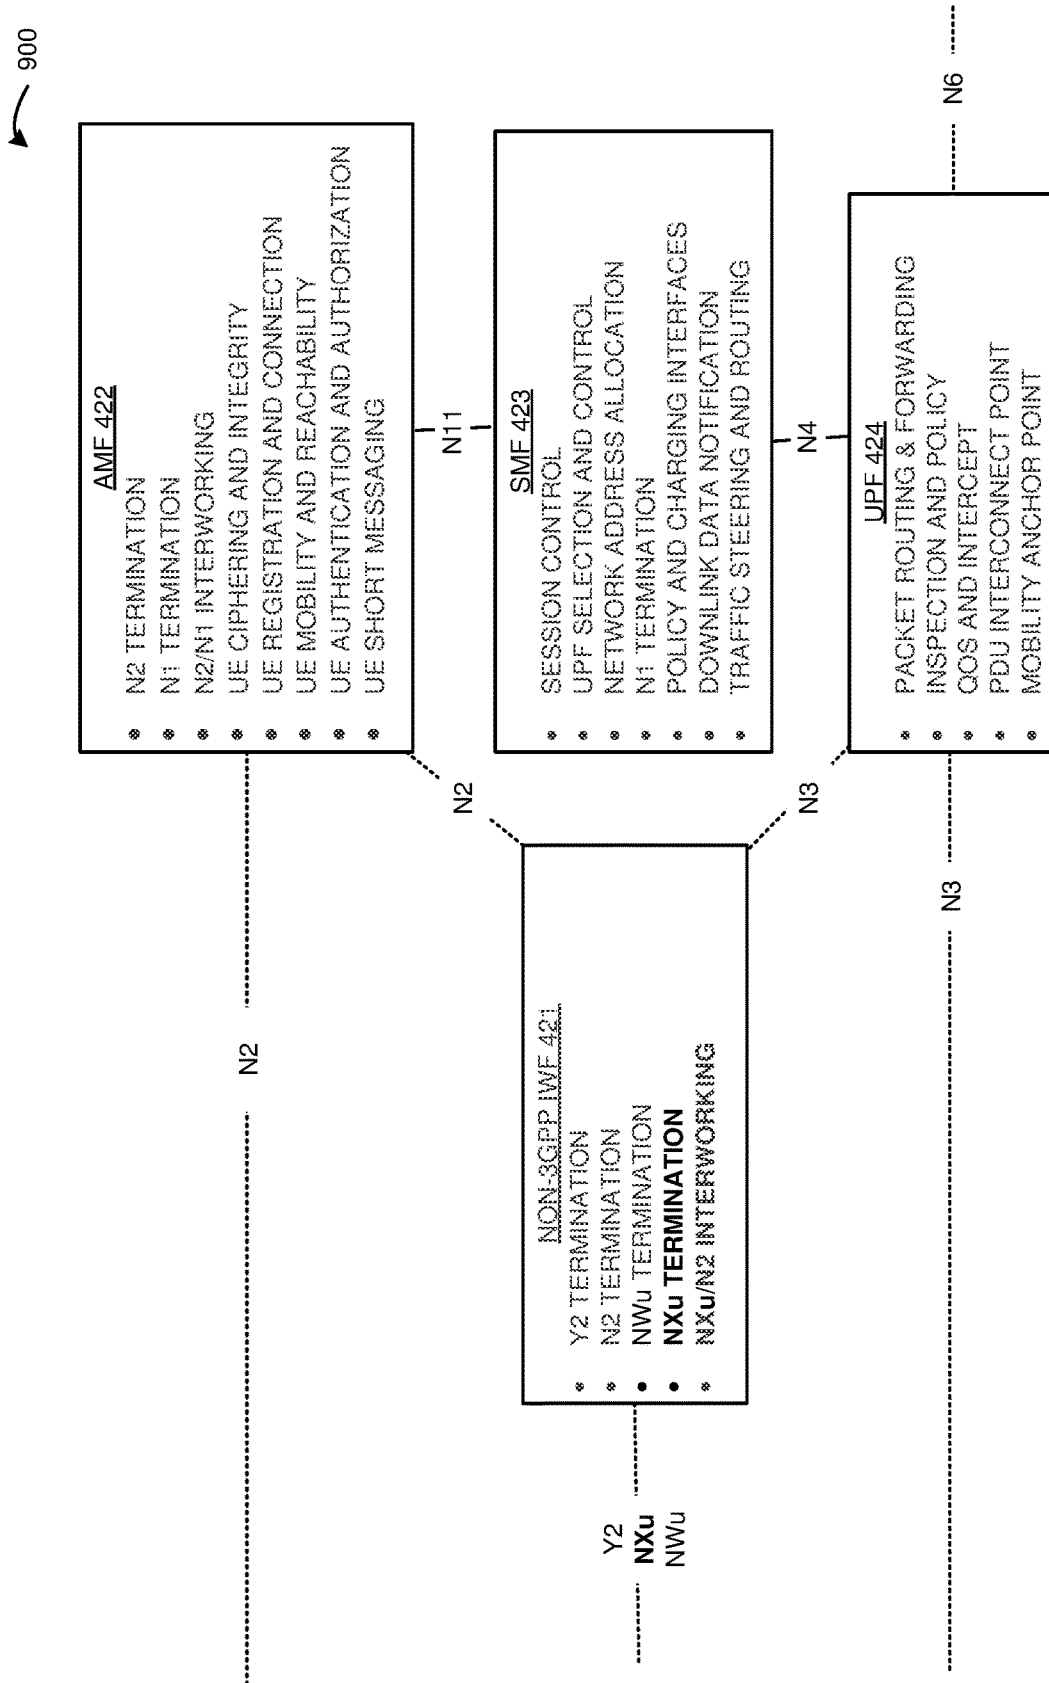 900
AMF 422
N2 TERMINATION
N1 TERMINATION
N2/N1 INTERWORKING
UE CIPHERING AND INTEGRITY
UE REGISTRATION AND CONNECTION
UE MOBILITY AND REACHABILITY
UE AUTHENTICATION AND AUTHORIZATION
UE SHORT MESSAGING
N2
N2
N11
SMF 423
SESSION CONTROL
UPF SELECTION AND CONTROL
NETWORK ADDRESS ALLOCATION
N1 TERMINATION
POLICY AND CHARGING INTERFACES
DOWNLINK DATA NOTIFICATION
TRAFFIC STEERING AND ROUTING
NON-3GPP IWF 421
Y2 TERMINATION
N2 TERMINATION
NWu TERMINATION
NXu TERMINATION
NXu/N2 INTERWORKING
Y2
NXu
NWu
N3
N4
UPF 424
PACKET ROUTING & FORWARDING
INSPECTION AND POLICY
QOS AND INTERCEPT
PDU INTERCONNECT POINT
MOBILITY ANCHOR POINT
N3
N6